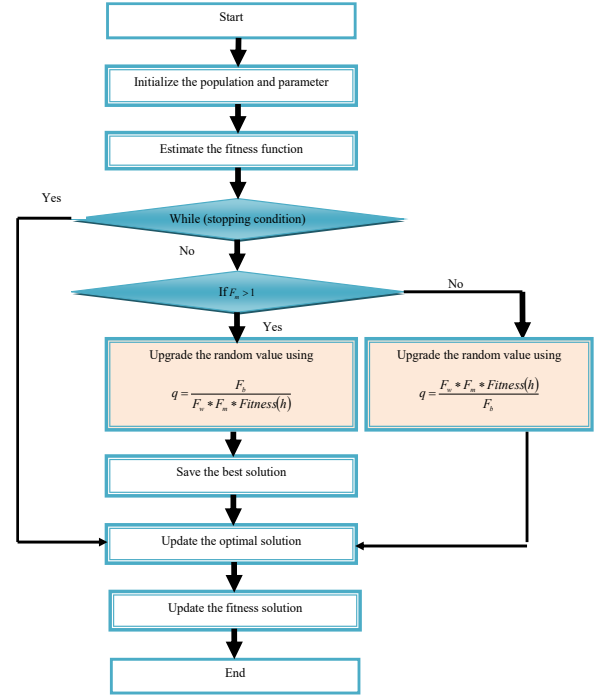 Start
Initialize the population and parameter
Estimate the fitness function
Yes
While (stopping condition)
No
If F_m > 1
No
Yes
Upgrade the random value using
q = F_b / (F_w * F_m * Fitness(h))
Upgrade the random value using
q = (F_w * F_m * Fitness(h)) / F_b
Save the best solution
Update the optimal solution
Update the fitness solution
End